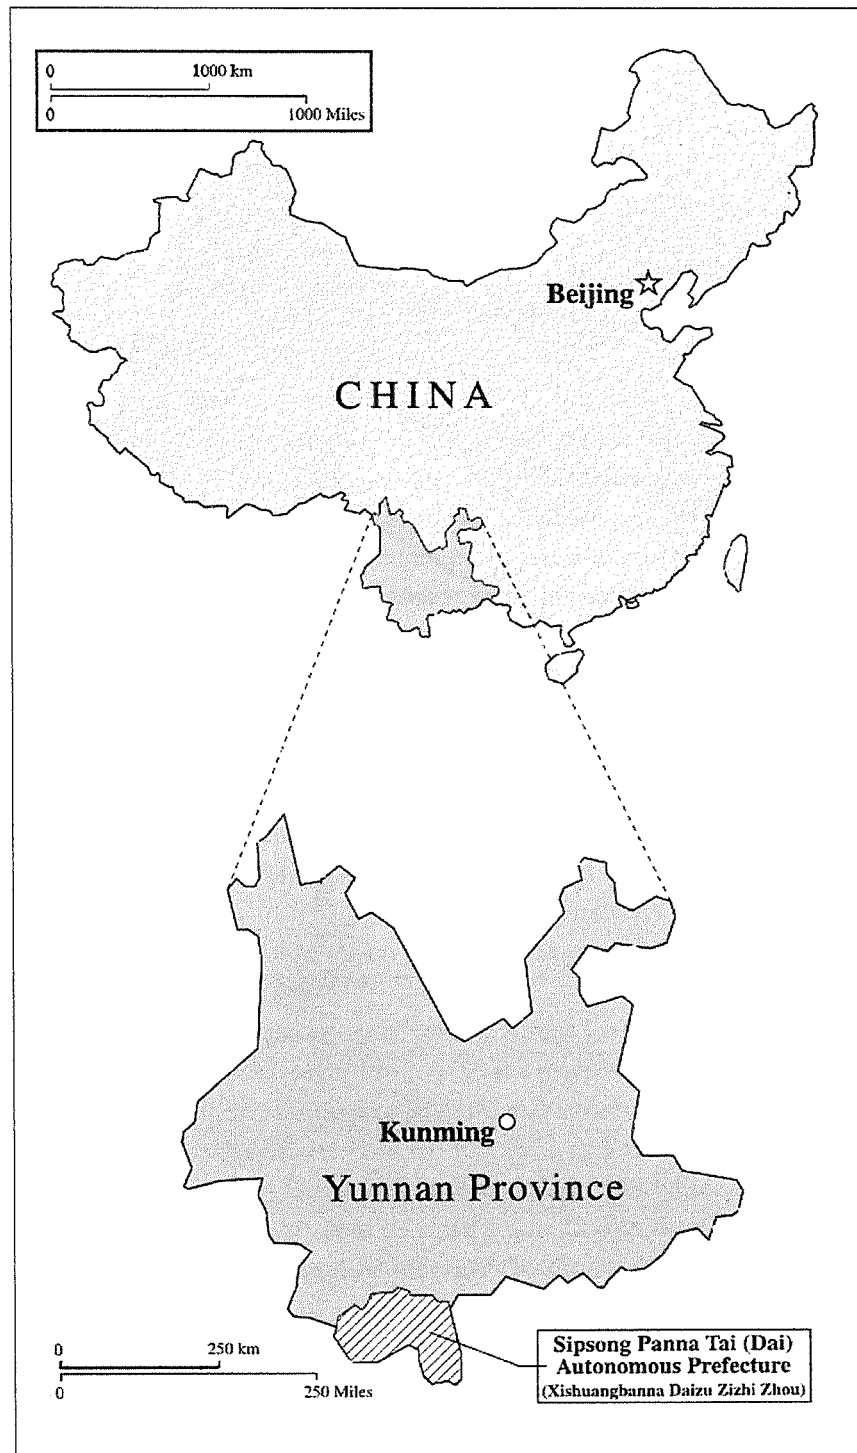 0 1000 km
0 1000 Miles
Beijing
CHINA
Kunming
Yunnan Province
0 250 km
0 250 Miles
Sipsong Panna Tai (Dai)
Autonomous Prefecture
(Xishuangbanna Daizu Zizhi Zhou)